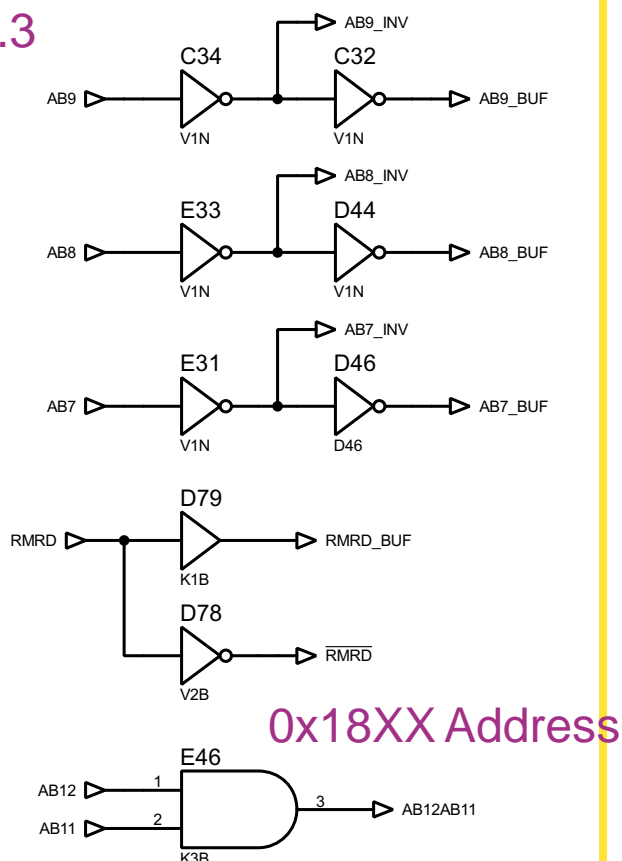 .3
AB9_INV
C34
C32
AB9
AB9_BUF
V1N
V1N
AB8_INV
E33
D44
AB8
AB8_BUF
V1N
V1N
AB7_INV
E31
D46
AB7
AB7_BUF
V1N
D46
D79
RMRD
RMRD_BUF
K1B
D78
RMRD
V2B
0x18XX Address
E46
AB12
1
3
AB12AB11
AB11
2
K3B